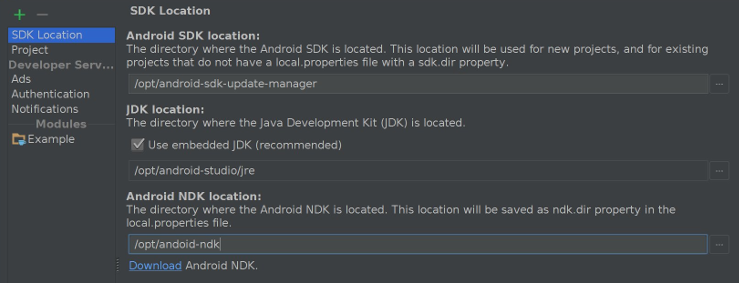 SDK Location
SDK Location
Project
Developer Serv...
Ads
Authentication
Notifications
Modules
Example
Android SDK location:
The directory where the Android SDK is located. This location will be used for new projects, and for existing
projects that do not have a local.properties file with a sdk.dir property.
/opt/android-sdk-update-manager
...
JDK location:
The directory where the Java Development Kit (JDK) is located.
Use embedded JDK (recommended)
/opt/android-studio/jre
...
Android NDK location:
The directory where the Android NDK is located. This location will be saved as ndk.dir property in the
local.properties file.
/opt/andoid-ndk
...
Download Android NDK.